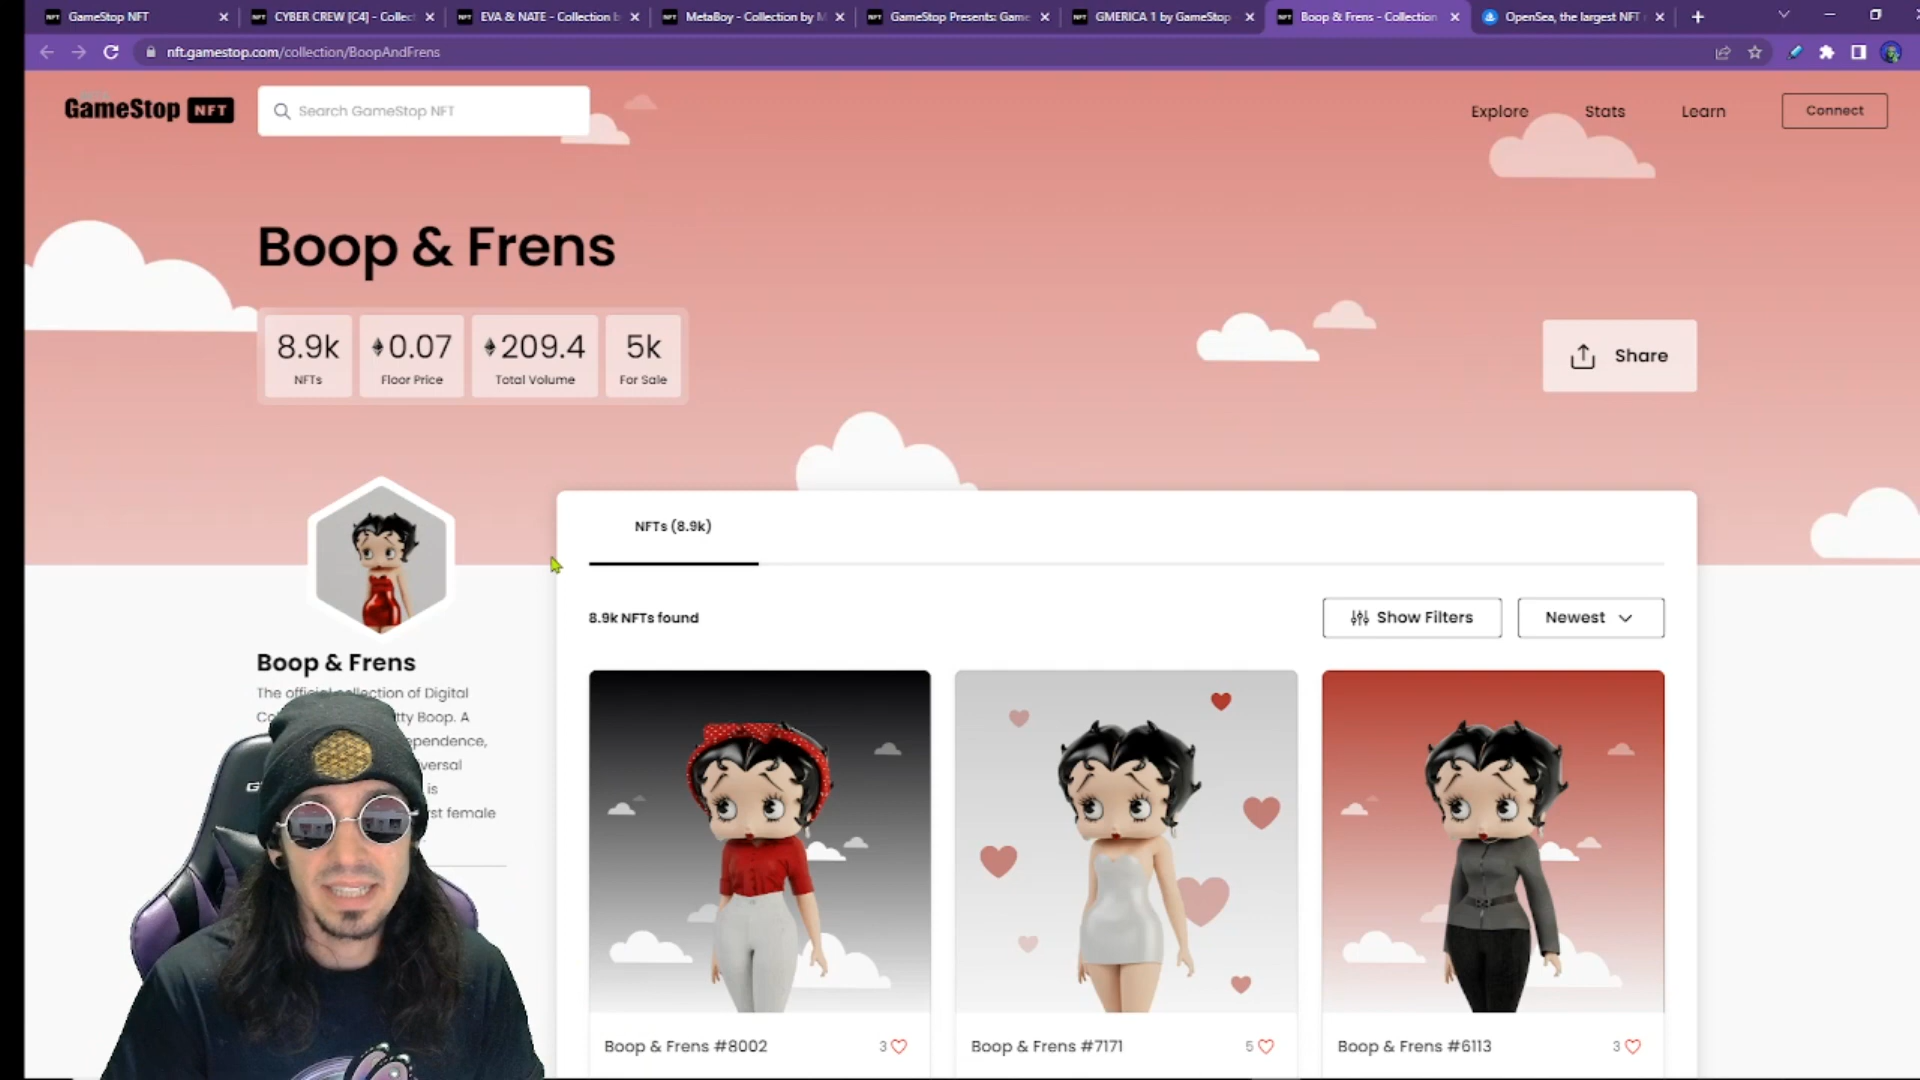 GameStop NFT
CYBER CREW [C4] - Collec
EVA & NATE - Collection b
MetaBoy - Collection by M
GameStop Presents: Game
GMERICA 1 by GameStop
Boop & Frens - Collection
OpenSea, the largest NFT
nft.gamestop.com/collection/BoopAndFrens
GameStop NFT
Search GameStop NFT
Explore
Stats
Learn
Connect
Boop & Frens
8.9k
NFTs
0.07
Floor Price
209.4
Total Volume
5k
For Sale
Share
NFTs (8.9k)
8.9k NFTs found
Show Filters
Newest
Boop & Frens
The official collection of Digital
Co tty Boop. A
ependence,
versal
is
rst female
Boop & Frens #8002
3
Boop & Frens #7171
5
Boop & Frens #6113
3